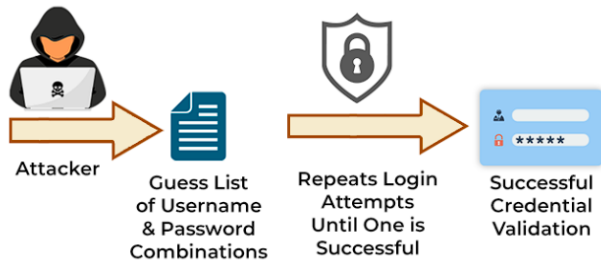 Attacker
Guess List
of Username
& Password
Combinations
Repeats Login
Attempts
Until One is
Successful
*****
Successful
Credential
Validation